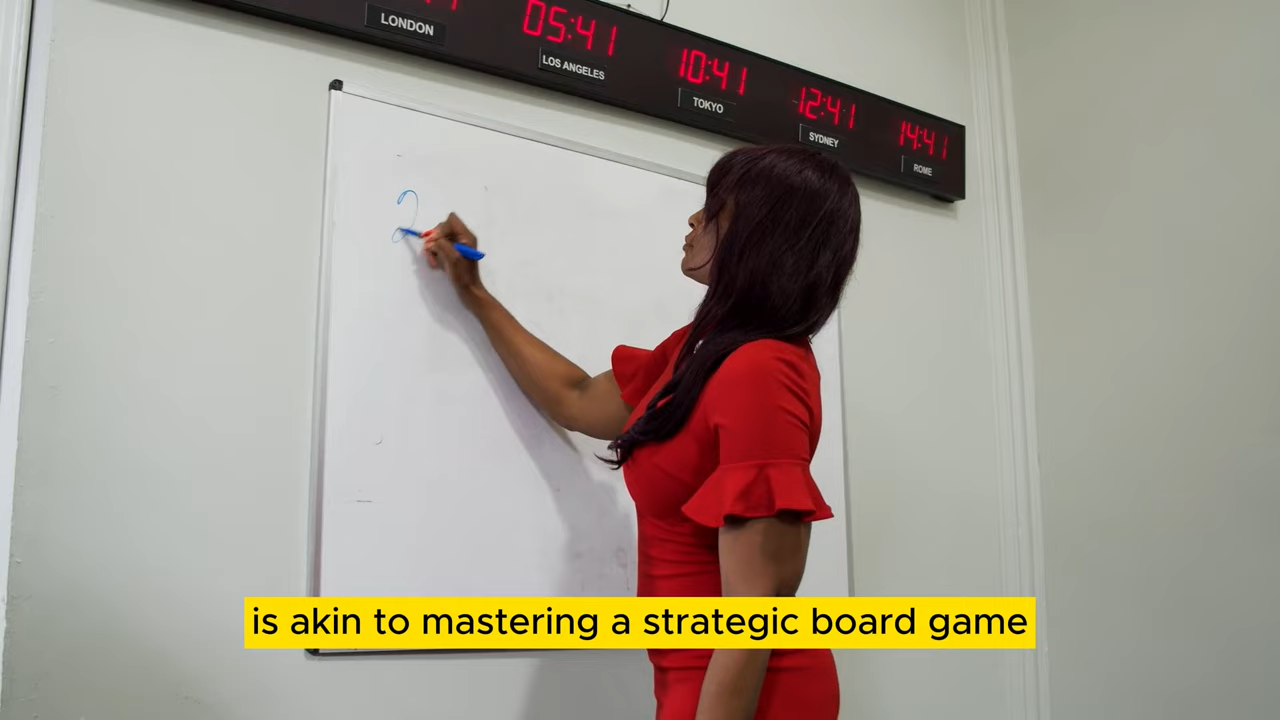 LONDON
05:41
LOS ANGELES
10:41
TOKYO
12:41
SYDNEY
14:41
ROME
2
is akin to mastering a strategic board game